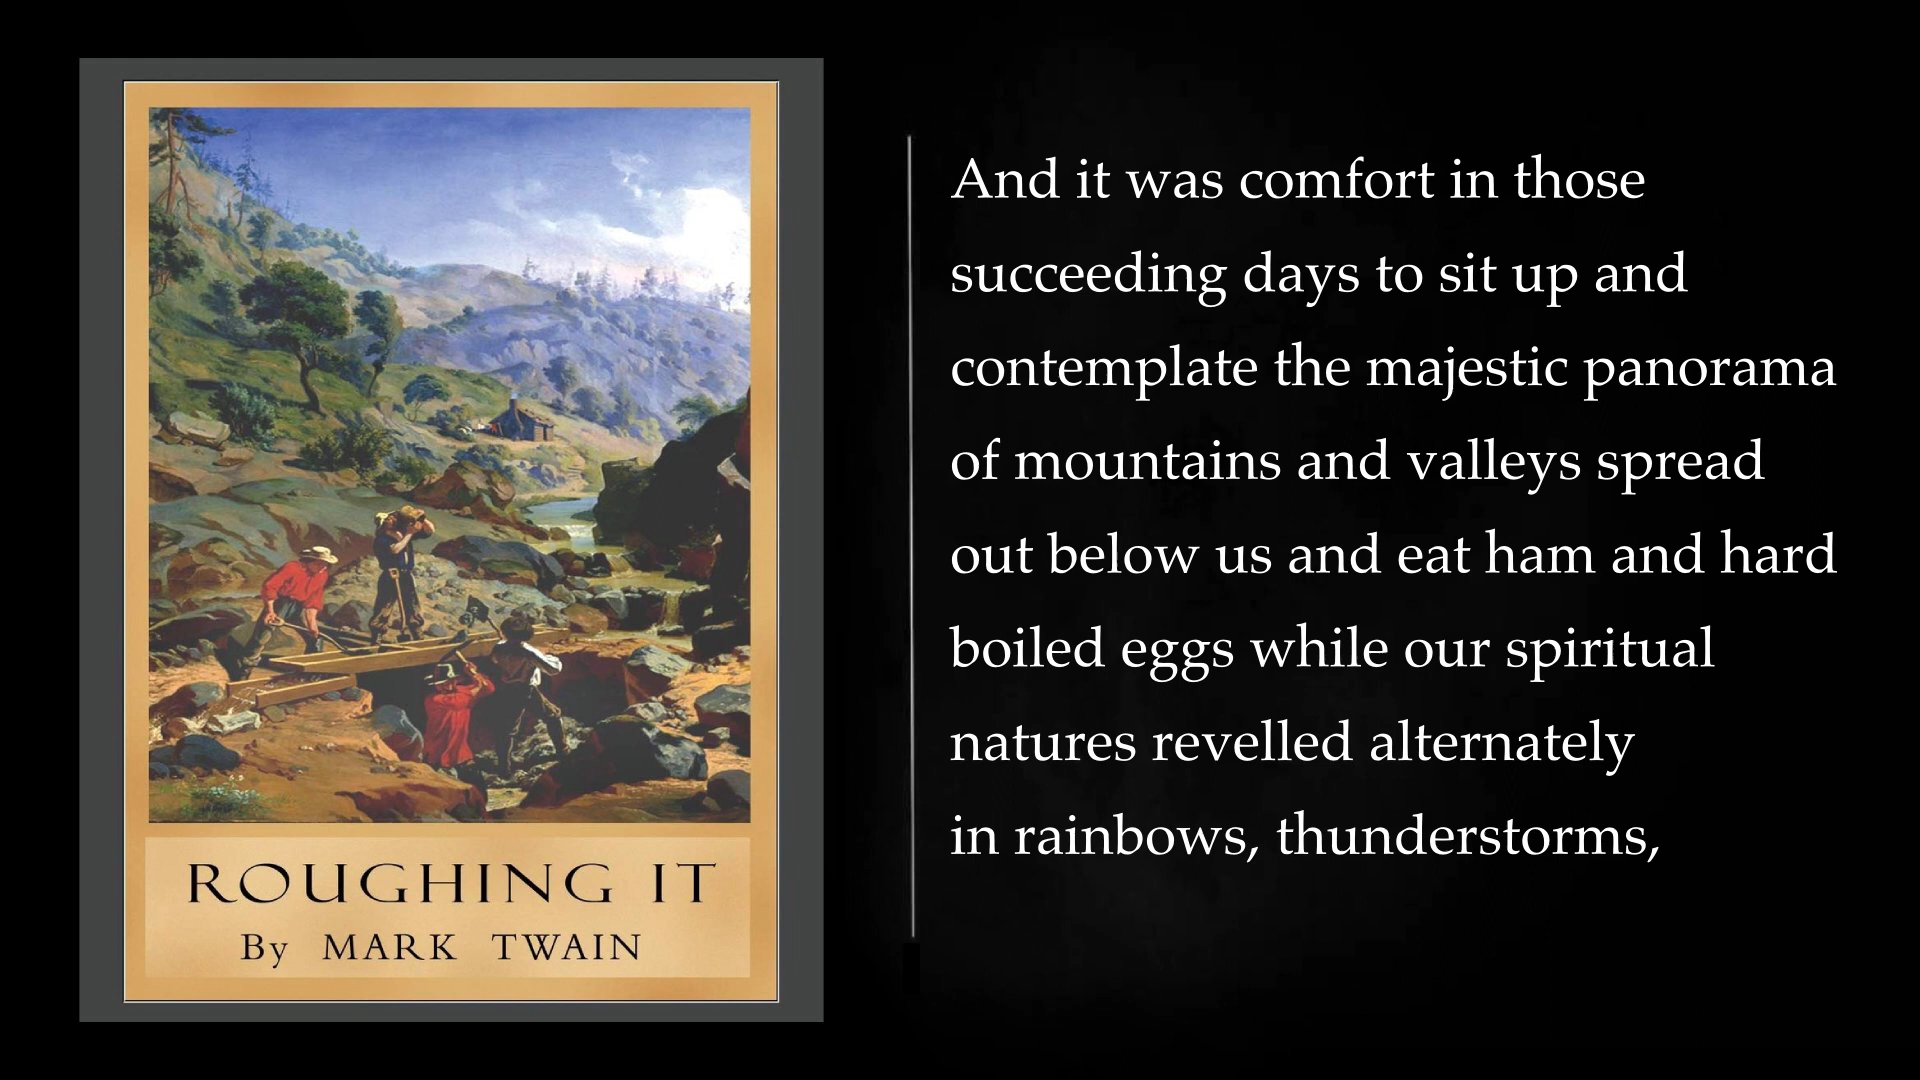 ROUGHING IT
By MARK TWAIN
And it was comfort in those
succeeding days to sit up and
contemplate the majestic panorama
of mountains and valleys spread
out below us and eat ham and hard
boiled eggs while our spiritual
natures revelled alternately
in rainbows, thunderstorms,